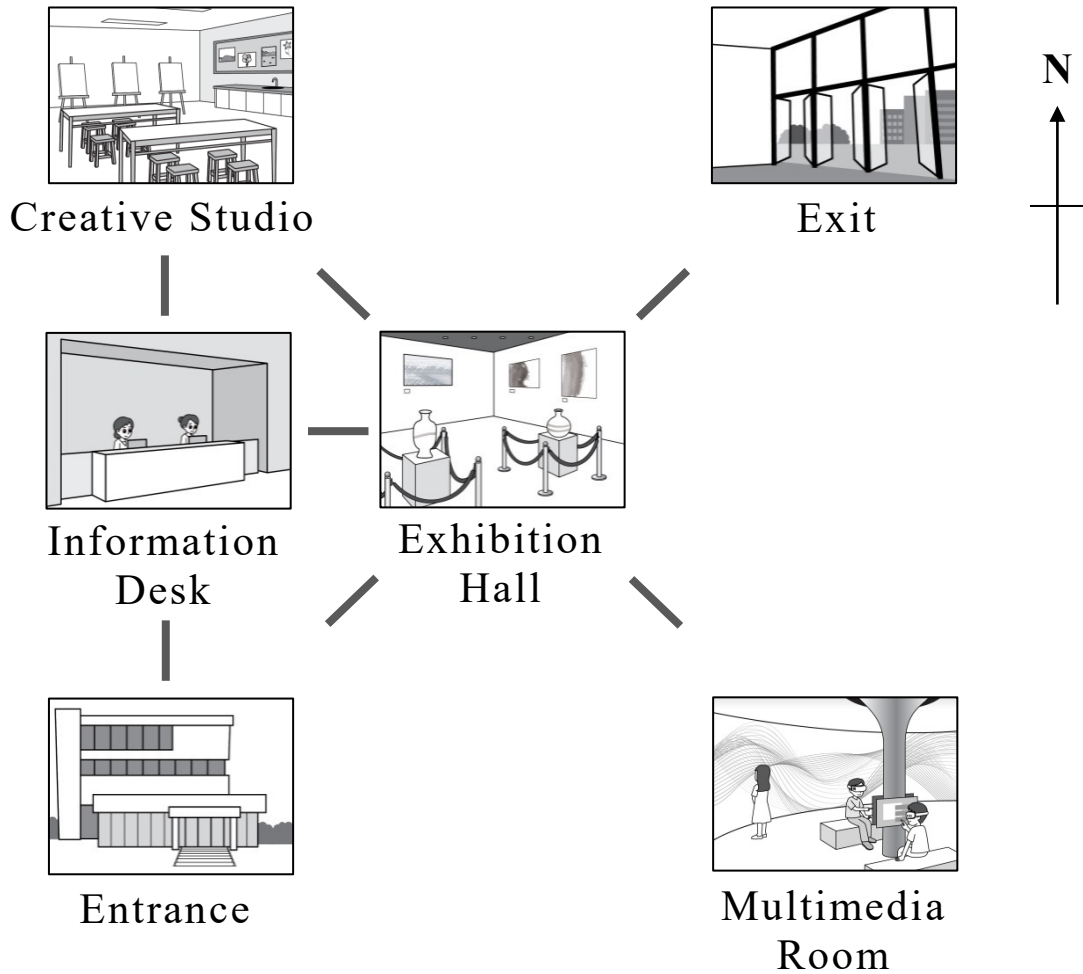 N
Creative Studio
Exit
Information
Desk
Exhibition
Hall
Entrance
Multimedia
Room